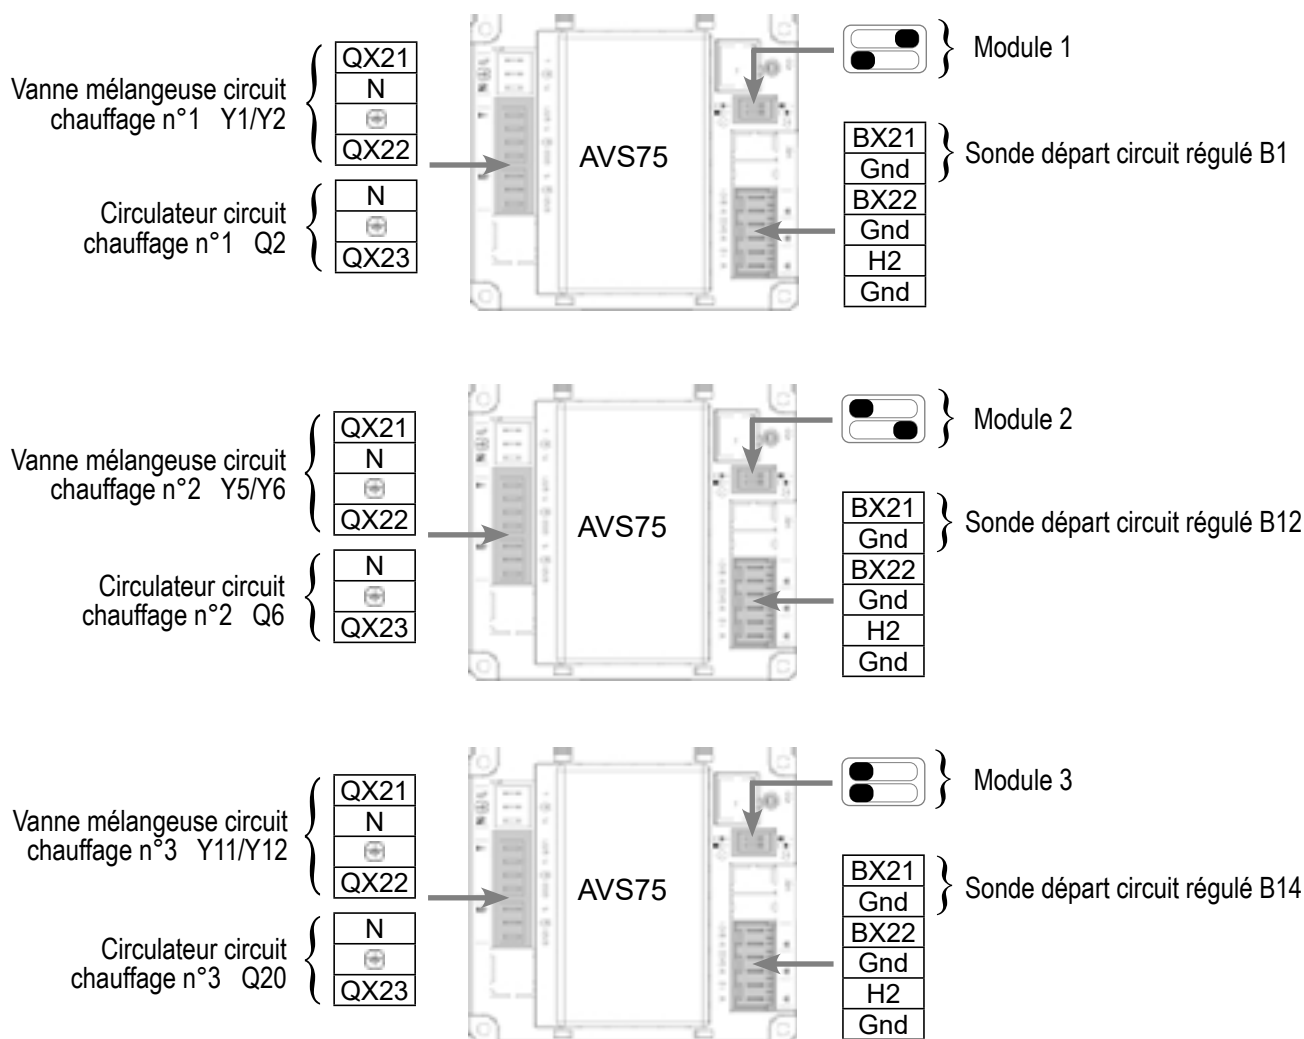 QX21
N
QX22
Vanne mélangeuse circuit
chauffage n°1 Y1/Y2
N
QX23
Circulateur circuit
chauffage n°1 Q2
AVS75
Module 1
BX21
Gnd
BX22
Gnd
H2
Gnd
Sonde départ circuit régulé B1
QX21
N
QX22
Vanne mélangeuse circuit
chauffage n°2 Y5/Y6
N
QX23
Circulateur circuit
chauffage n°2 Q6
AVS75
Module 2
BX21
Gnd
BX22
Gnd
H2
Gnd
Sonde départ circuit régulé B12
QX21
N
QX22
Vanne mélangeuse circuit
chauffage n°3 Y11/Y12
N
QX23
Circulateur circuit
chauffage n°3 Q20
AVS75
Module 3
BX21
Gnd
BX22
Gnd
H2
Gnd
Sonde départ circuit régulé B14